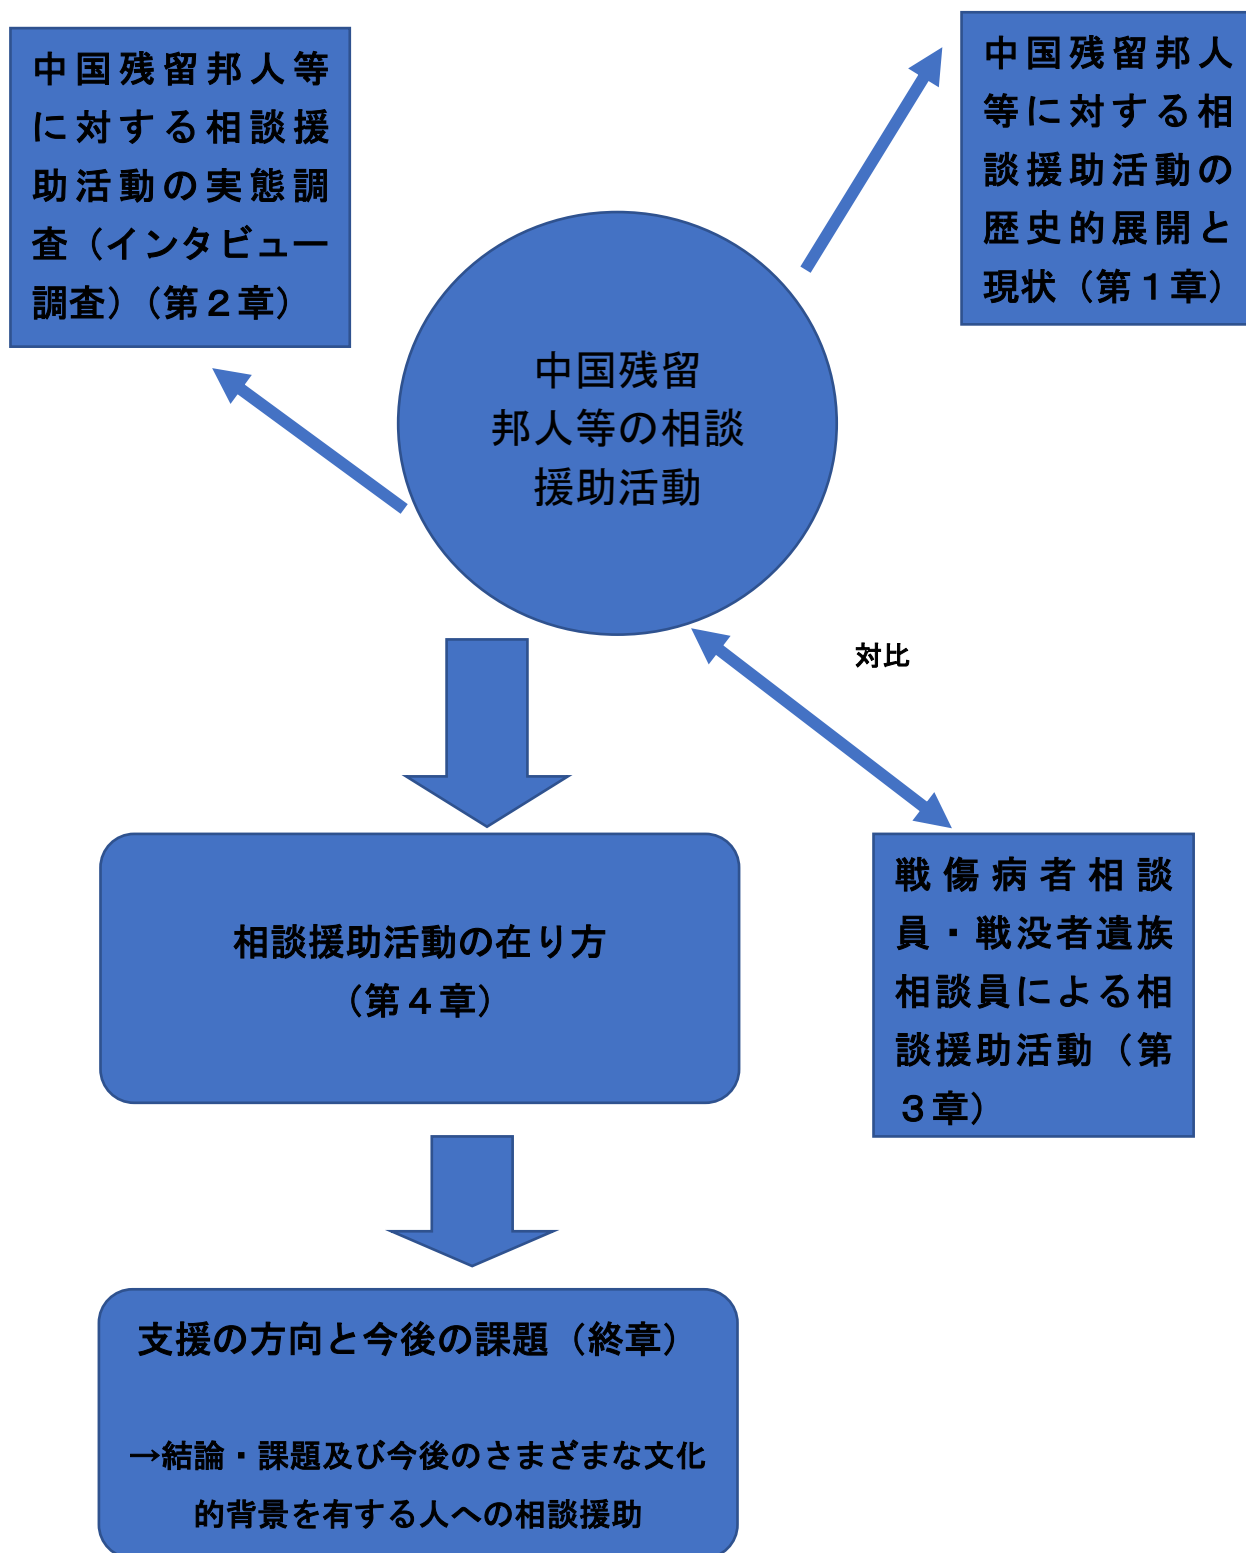 中国残留邦人等
に対する相談援
助活動の実態調
査（インタビュー
調査）（第２章）
中国残留邦人
等に対する相
談援助活動の
歴史的展開と
現状（第１章）
中国残留
邦人等の相談
援助活動
対比
相談援助活動の在り方
（第４章）
戦傷病者相談
員・戦没者遺族
相談員による相
談援助活動（第
３章）
支援の方向と今後の課題（終章）
→結論・課題及び今後のさまざまな文化
的背景を有する人への相談援助